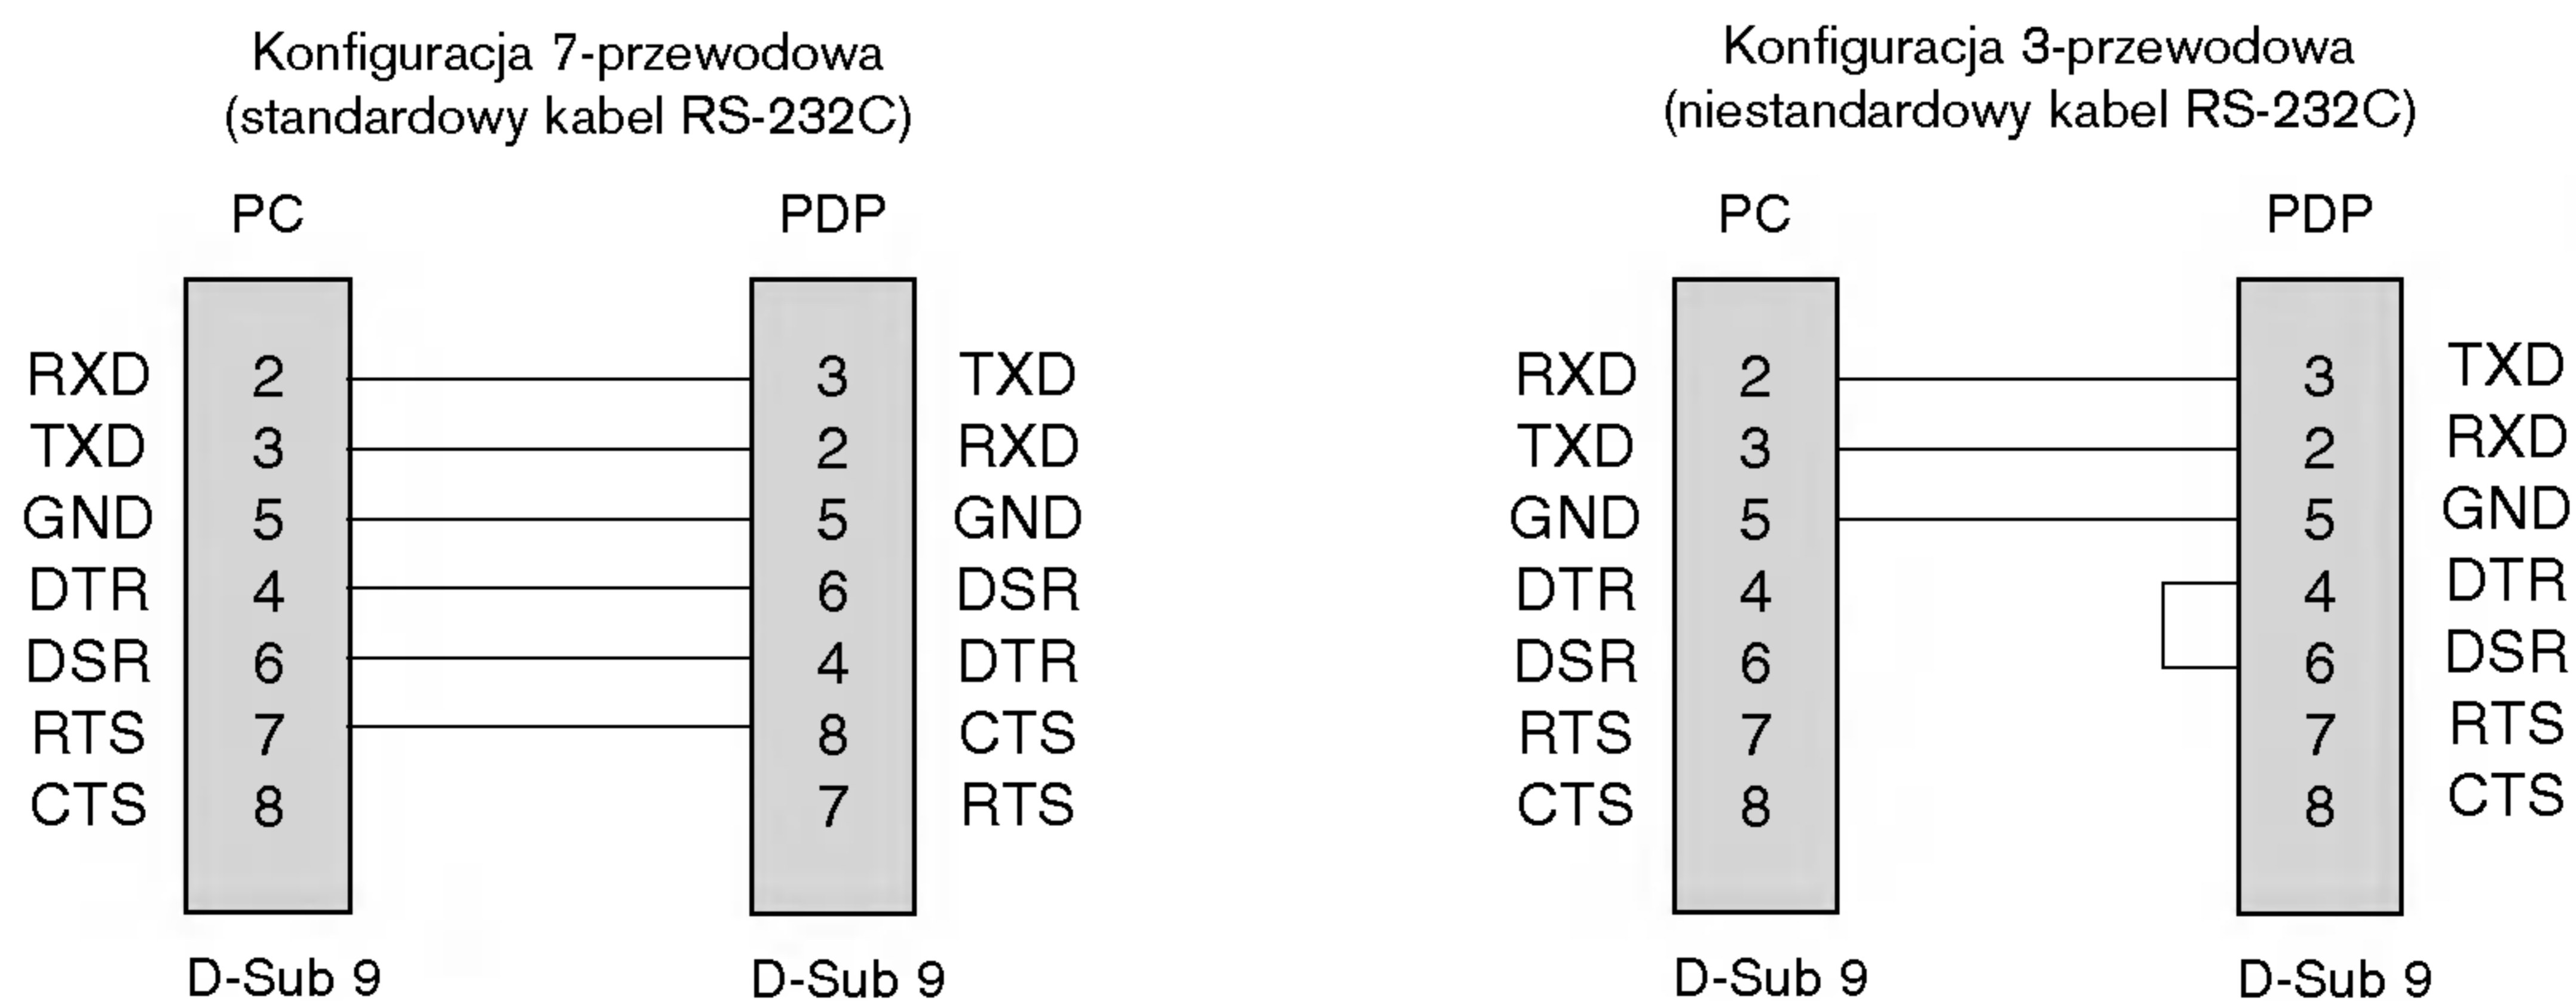 Konfiguracja 7-przewodowa
(standardowy kabel RS-232C)
PC PDP
RXD 2 3 TXD
TXD 3 2 RXD
GND 5 5 GND
DTR 4 6 DSR
DSR 6 4 DTR
RTS 7 8 CTS
CTS 8 7 RTS
D-Sub 9 D-Sub 9
Konfiguracja 3-przewodowa
(niestandardowy kabel RS-232C)
PC PDP
RXD 2 3 TXD
TXD 3 2 RXD
GND 5 5 GND
DTR 4 4 DTR
DSR 6 6 DSR
RTS 7 7 RTS
CTS 8 8 CTS
D-Sub 9 D-Sub 9